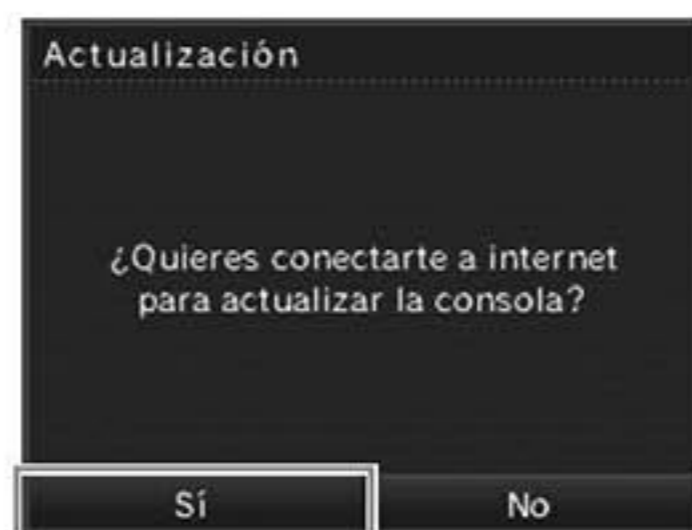 Actualización
¿Quieres conectarte a internet
para actualizar la consola?
Sí
No